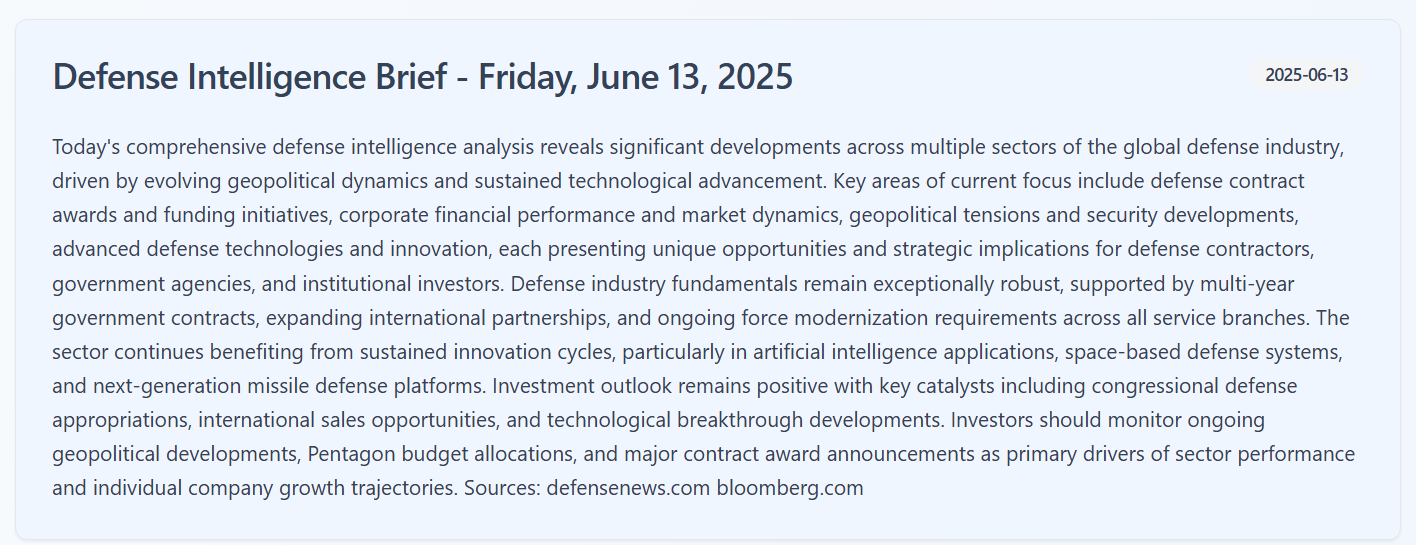 Defense Intelligence Brief - Friday, June 13, 2025
2025-06-13
Today's comprehensive defense intelligence analysis reveals significant developments across multiple sectors of the global defense industry,
driven by evolving geopolitical dynamics and sustained technological advancement. Key areas of current focus include defense contract
awards and funding initiatives, corporate financial performance and market dynamics, geopolitical tensions and security developments,
advanced defense technologies and innovation, each presenting unique opportunities and strategic implications for defense contractors,
government agencies, and institutional investors. Defense industry fundamentals remain exceptionally robust, supported by multi-year
government contracts, expanding international partnerships, and ongoing force modernization requirements across all service branches. The
sector continues benefiting from sustained innovation cycles, particularly in artificial intelligence applications, space-based defense systems,
and next-generation missile defense platforms. Investment outlook remains positive with key catalysts including congressional defense
appropriations, international sales opportunities, and technological breakthrough developments. Investors should monitor ongoing
geopolitical developments, Pentagon budget allocations, and major contract award announcements as primary drivers of sector performance
and individual company growth trajectories. Sources: defensenews.com bloomberg.com